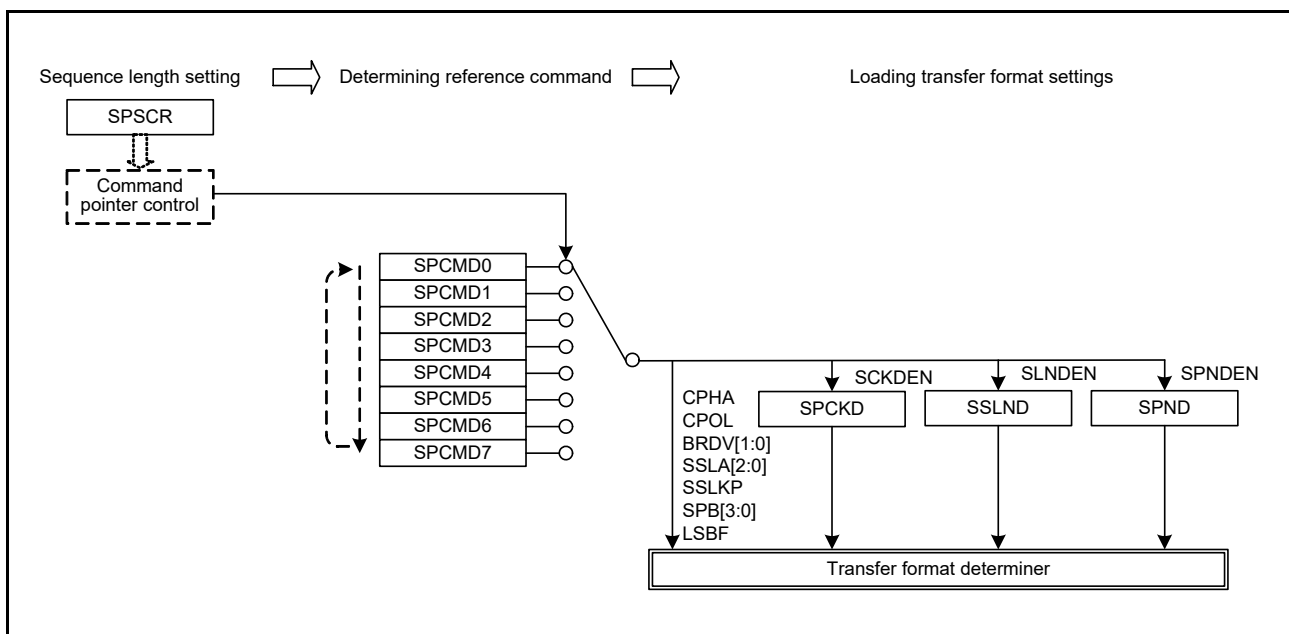 Sequence length setting
Determining reference command
Loading transfer format settings
SPSCR
Command
pointer control
SPCMD0
SPCMD1
SPCMD2
SPCMD3
SPCMD4
SPCMD5
SPCMD6
SPCMD7
CPHA
CPOL
BRDV[1:0]
SSLA[2:0]
SSLKP
SPB[3:0]
LSBF
SCKDEN
SPCKD
SLNDEN
SSLND
SPNDEN
SPND
Transfer format determiner